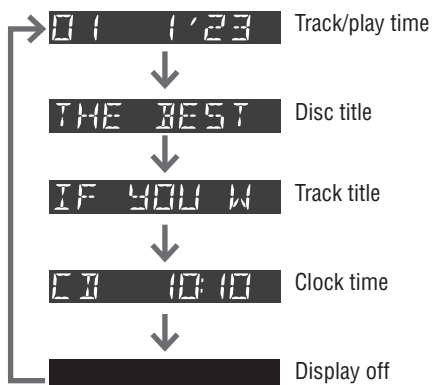 01 1'23 Track/play time
THE BEST Disc title
IF YOU W Track title
CD 10:10 Clock time
Display off